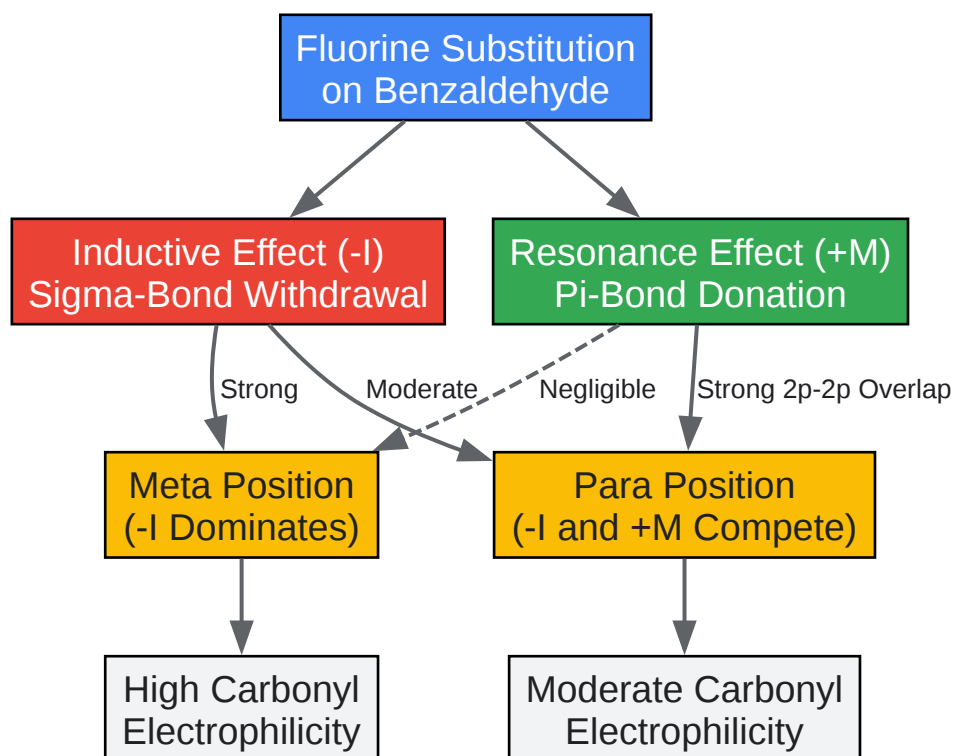 Fluorine Substitution
on Benzaldehyde
Inductive Effect (-I)
Sigma-Bond Withdrawal
Resonance Effect (+M)
Pi-Bond Donation
Strong
Moderate
Negligible
Strong 2p-2p Overlap
Meta Position
(-I Dominates)
Para Position
(-I and +M Compete)
High Carbonyl
Electrophilicity
Moderate Carbonyl
Electrophilicity